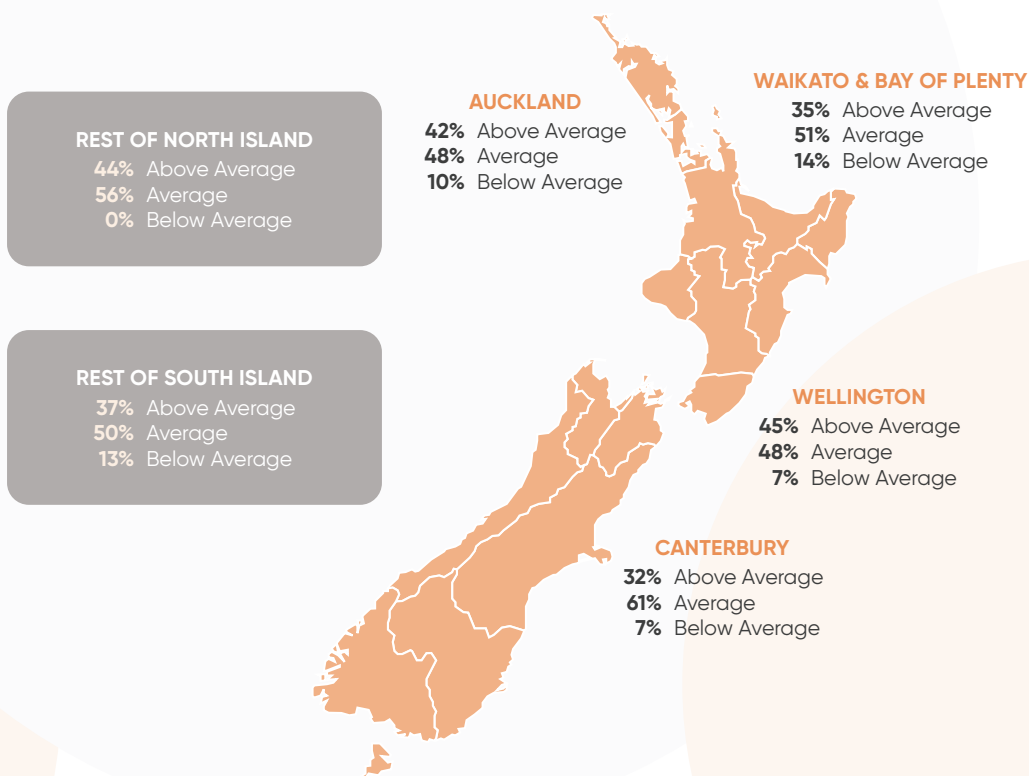 REST OF NORTH ISLAND
44% Above Average
56% Average
0% Below Average
REST OF SOUTH ISLAND
37% Above Average
50% Average
13% Below Average
AUCKLAND
42% Above Average
48% Average
10% Below Average
WAIKATO & BAY OF PLENTY
35% Above Average
51% Average
14% Below Average
WELLINGTON
45% Above Average
48% Average
7% Below Average
CANTERBURY
32% Above Average
61% Average
7% Below Average